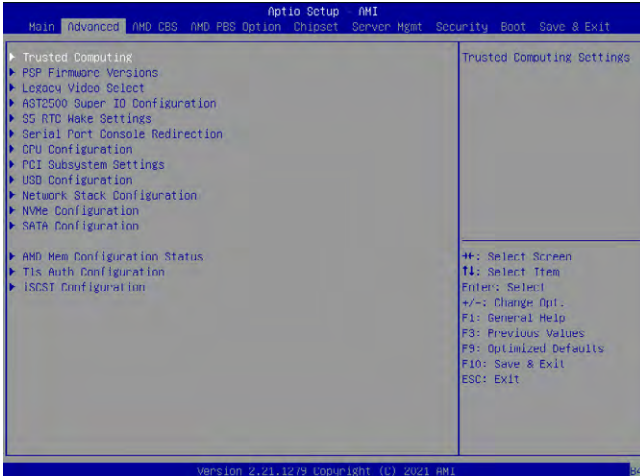 Aptio Setup - AMI
Main Advanced AMD CBS AMD PBS Option Chipset Server Mgmt Security Boot Save & Exit
Trusted Computing
PSP Firmware Versions
Legacy Video Select
AST2500 Super IO Configuration
S5 RTC Wake Settings
Serial Port Console Redirection
CPU Configuration
PCI Subsystem Settings
USB Configuration
Network Stack Configuration
NVMe Configuration
SATA Configuration
AMD Mem Configuration Status
Tls Auth Configuration
iSCSI Configuration
Trusted Computing Settings
→←: Select Screen
↑↓: Select Item
Enter: Select
+/-: Change Opt.
F1: General Help
F3: Previous Values
F9: Optimized Defaults
F10: Save & Exit
ESC: Exit
Version 2.21.1279 Copyright (C) 2021 AMI